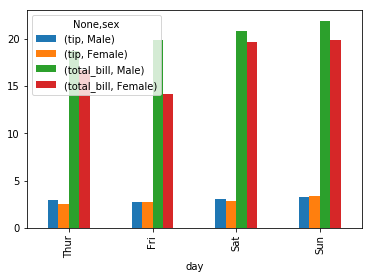 None,sex
(tip, Male)
(tip, Female)
(total_bill, Male)
(total_bill, Female)
20
15
10
5
0
Thur
Fri
Sat
Sun
day